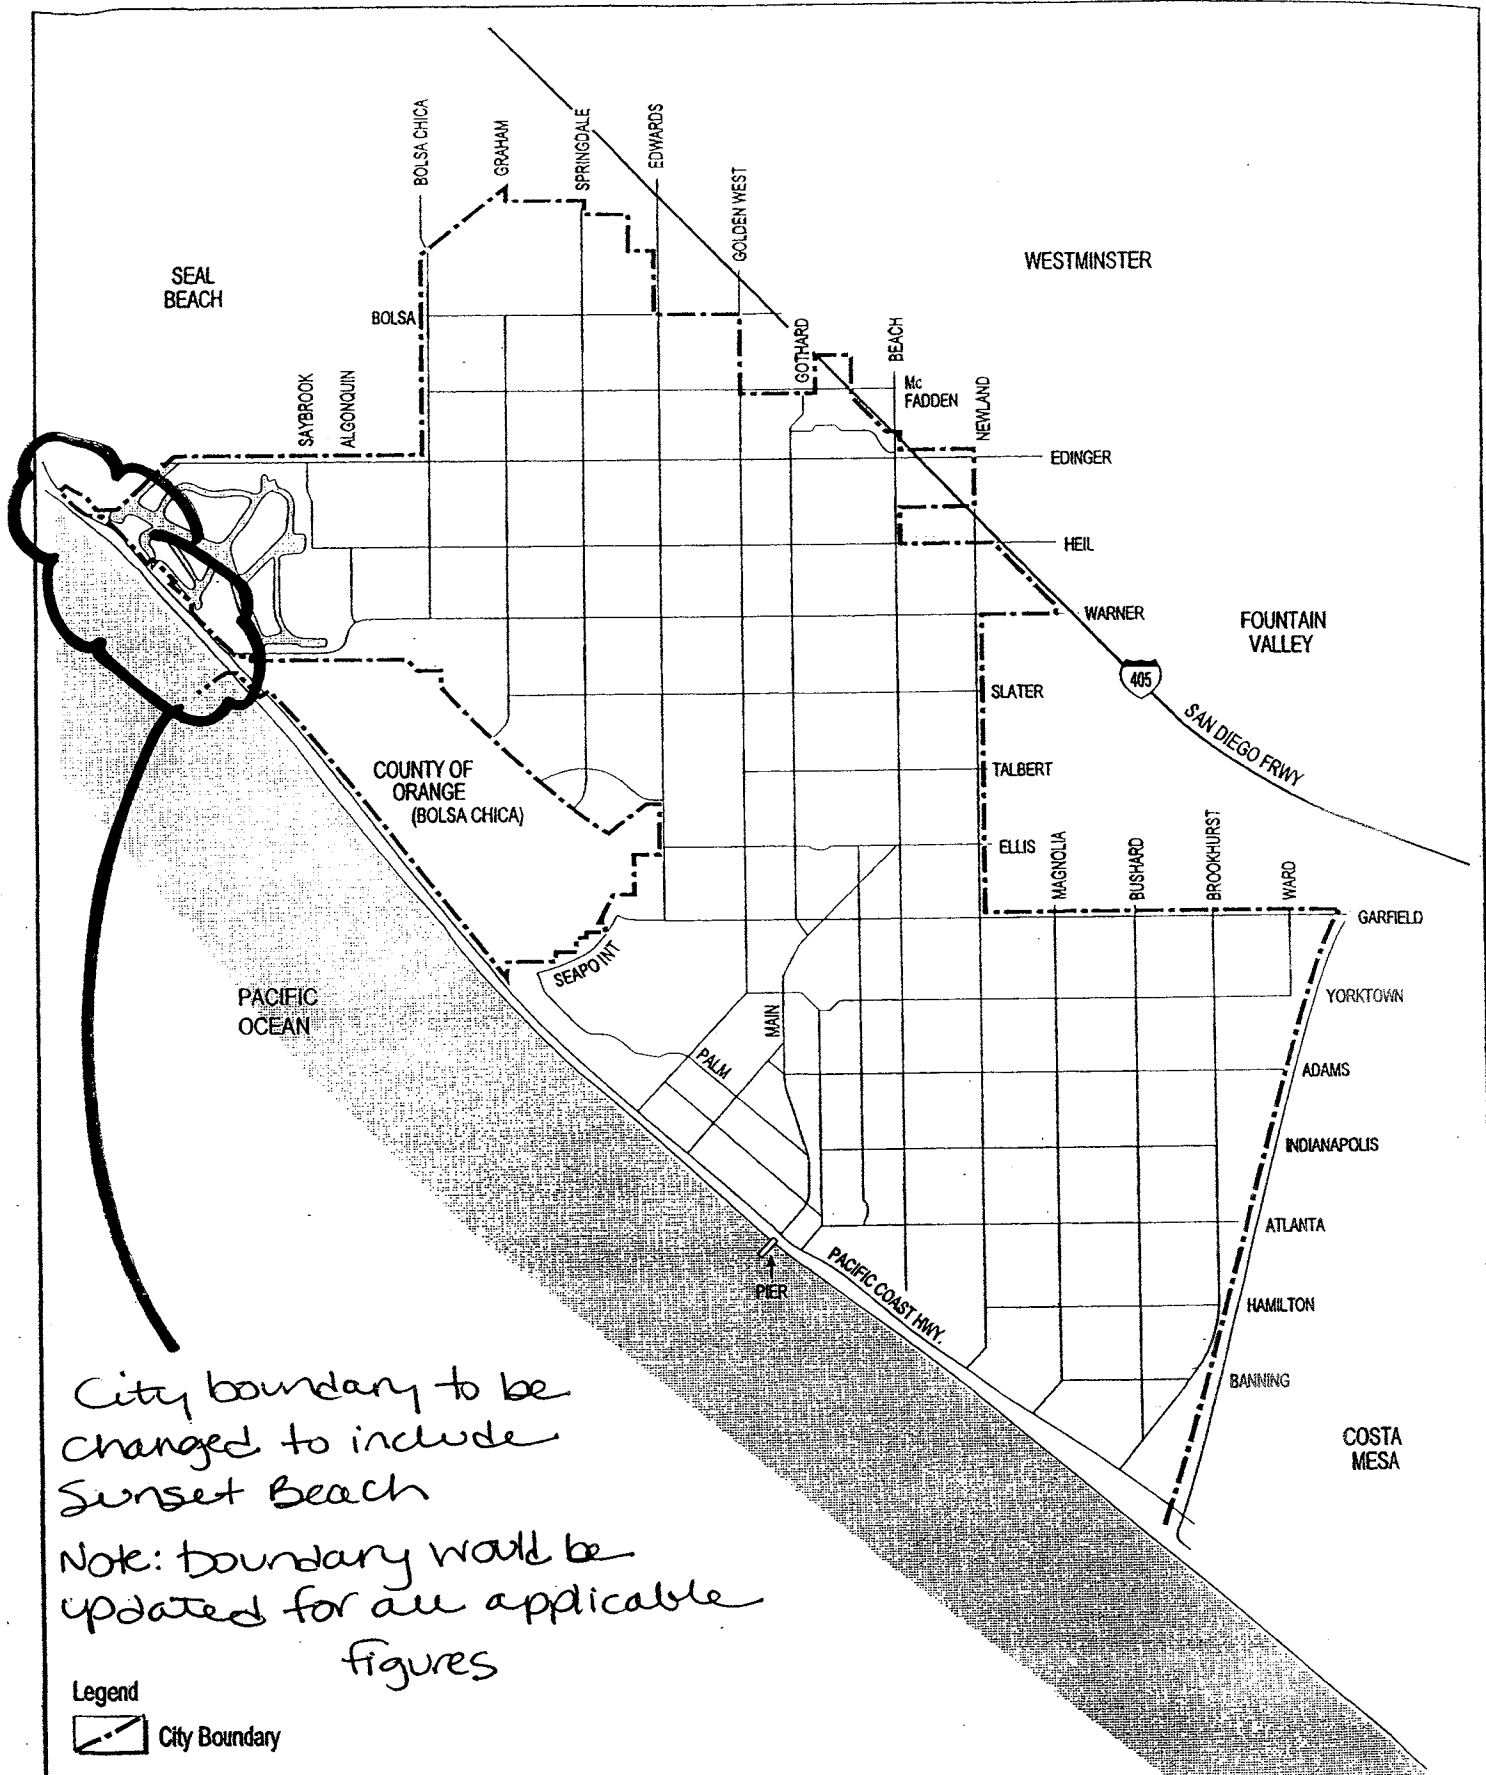 BOLSA CHICA
GRAHAM
SPRINGDALE
EDWARDS
GOLDEN WEST
WESTMINSTER
SEAL
BEACH
BOLSA
GOTHARD
BEACH
Mc
FADDEN
NEWLAND
SAYBROOK
ALGONQUIN
EDINGER
HEIL
WARNER
FOUNTAIN
VALLEY
405
SLATER
SAN DIEGO FRWY
COUNTY OF
ORANGE
(BOLSA CHICA)
TALBERT
ELLIS
MAGNOLIA
BUSHARD
BROOKHURST
WARD
GARFIELD
SEAPOINT
PACIFIC
OCEAN
MAIN
YORKTOWN
PALM
ADAMS
INDIANAPOLIS
ATLANTA
PIER
PACIFIC COAST HWY.
HAMILTON
BANNING
COSTA
MESA
City boundary to be
changed to include
Sunset Beach
Note: boundary would be
updated for all applicable
figures
Legend
City Boundary